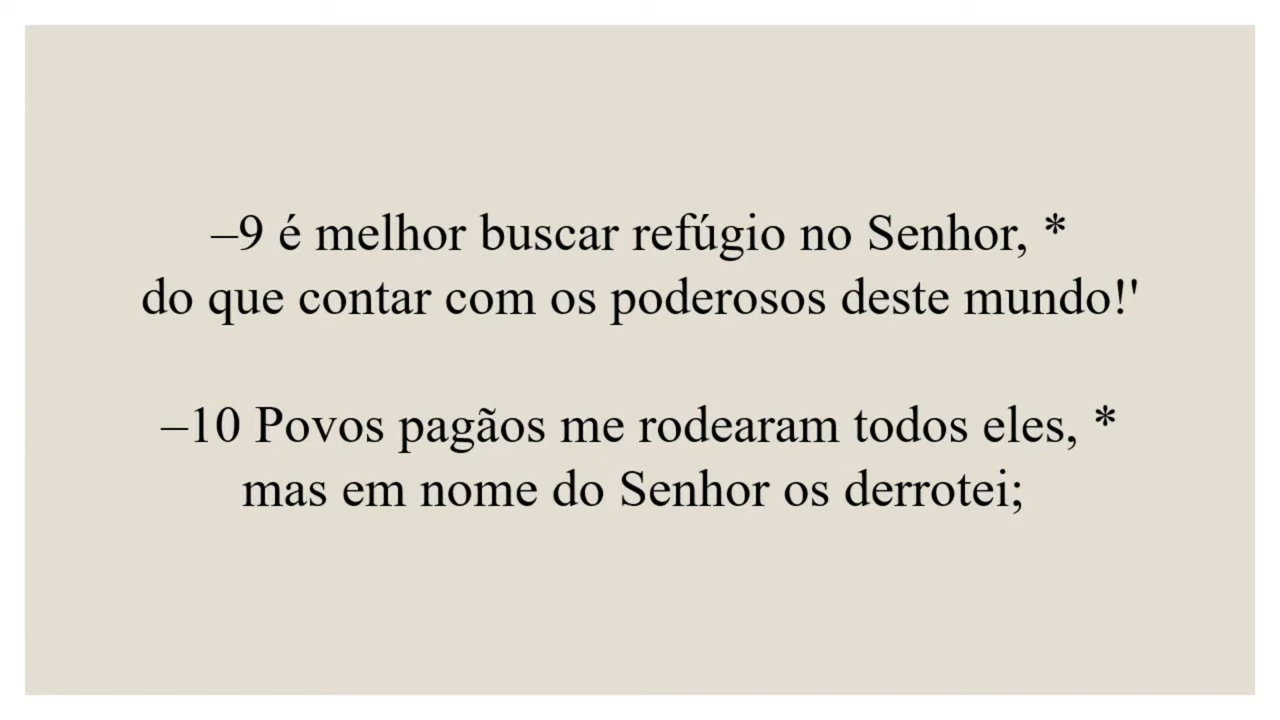 –9 é melhor buscar refúgio no Senhor, *
do que contar com os poderosos deste mundo!'
–10 Povos pagãos me rodearam todos eles, *
mas em nome do Senhor os derrotei;